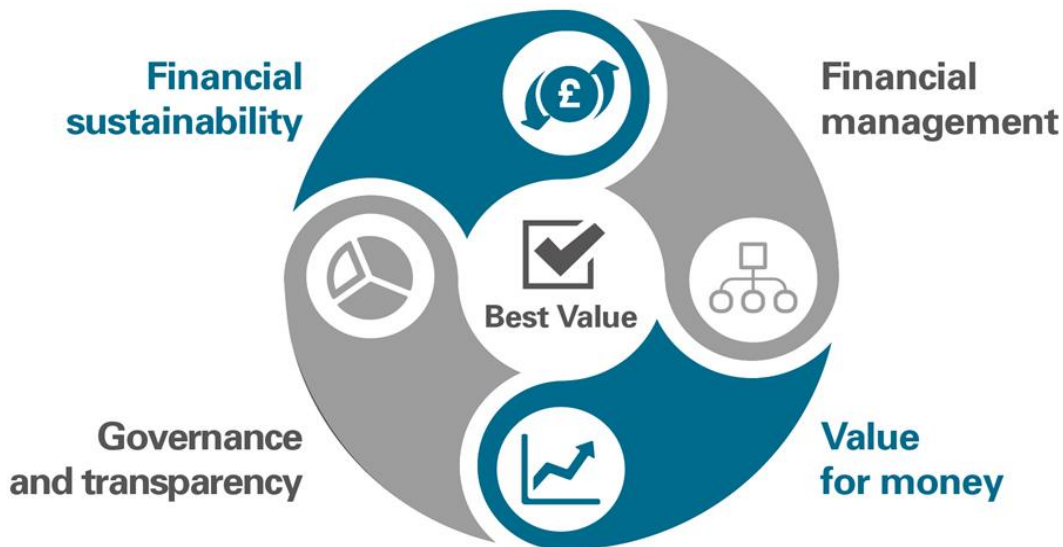 Financial
sustainability
£
Financial
management
Best Value
Governance
and transparency
Value
for money